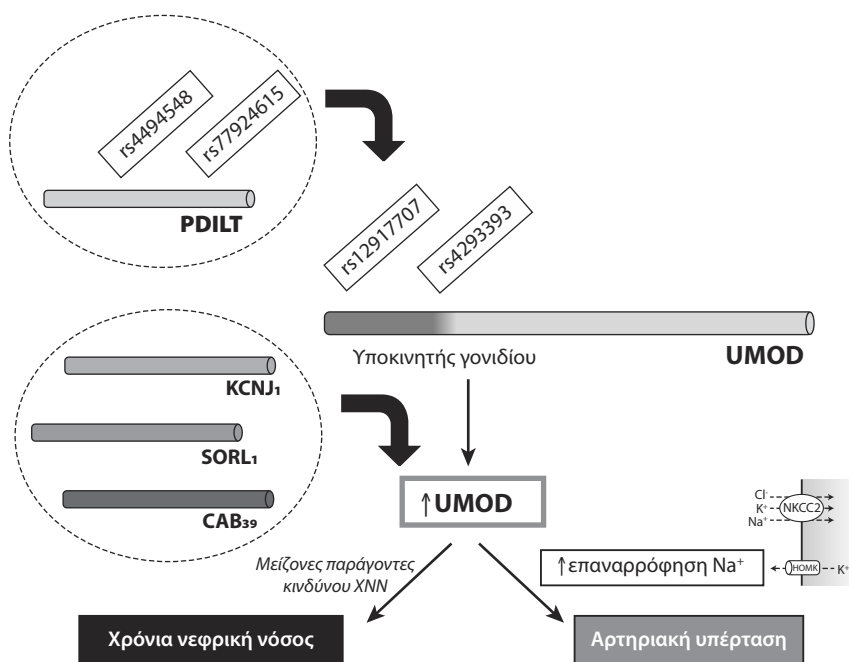 rs4494548
rs77924615
PDILT
rs12917707
rs4293393
Υποκινητής γονιδίου
UMOD
KCNJ1
SORL1
CAB39
↑UMOD
Cl-
K+
Na+
NKCC2
HOMK
K+
↑επαναρρόφηση Na+
Μείζονες παράγοντες
κινδύνου ΧΝΝ
Χρόνια νεφρική νόσος
Αρτηριακή υπέρταση